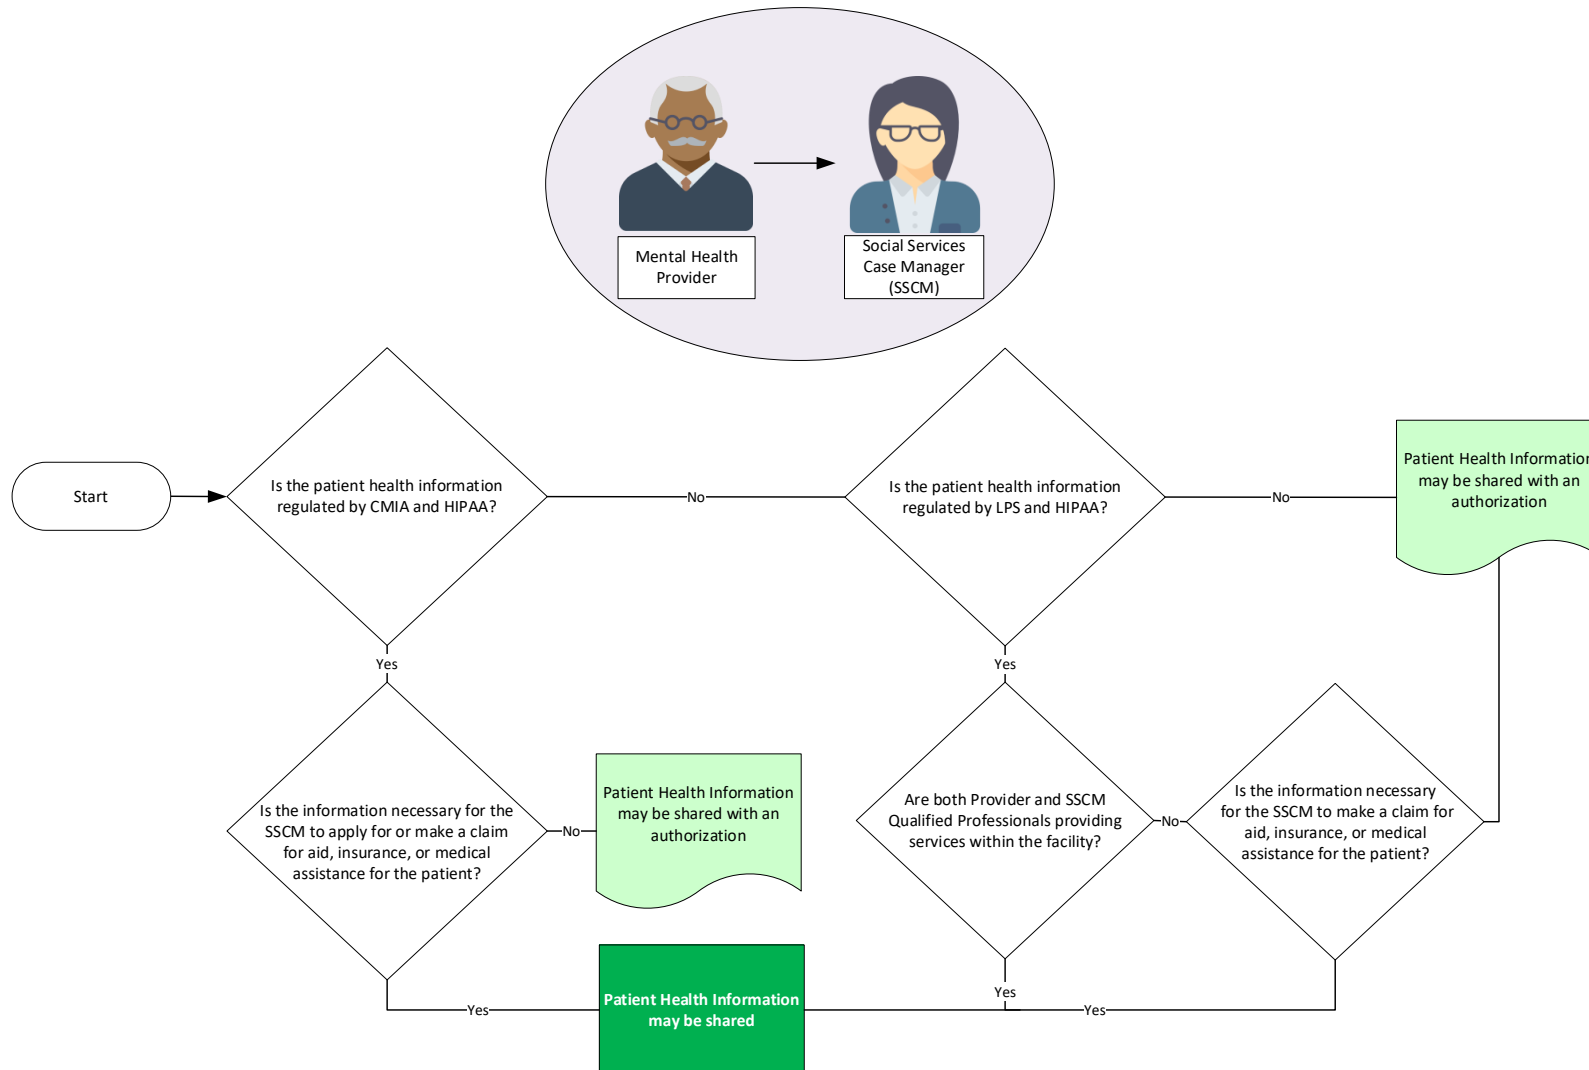 Mental Health
Provider
Social Services
Case Manager
(SSCM)
Start
Is the patient health information
regulated by CMIA and HIPAA?
No
Is the patient health information
regulated by LPS and HIPAA?
No
Patient Health Information
may be shared with an
authorization
Yes
Yes
Is the information necessary for the
SSCM to apply for or make a claim
for aid, insurance, or medical
assistance for the patient?
No
Patient Health Information
may be shared with an
authorization
Are both Provider and SSCM
Qualified Professionals providing
services within the facility?
No
Is the information necessary
for the SSCM to make a claim for
aid, insurance, or medical
assistance for the patient?
Yes
Patient Health Information
may be shared
Yes
Yes